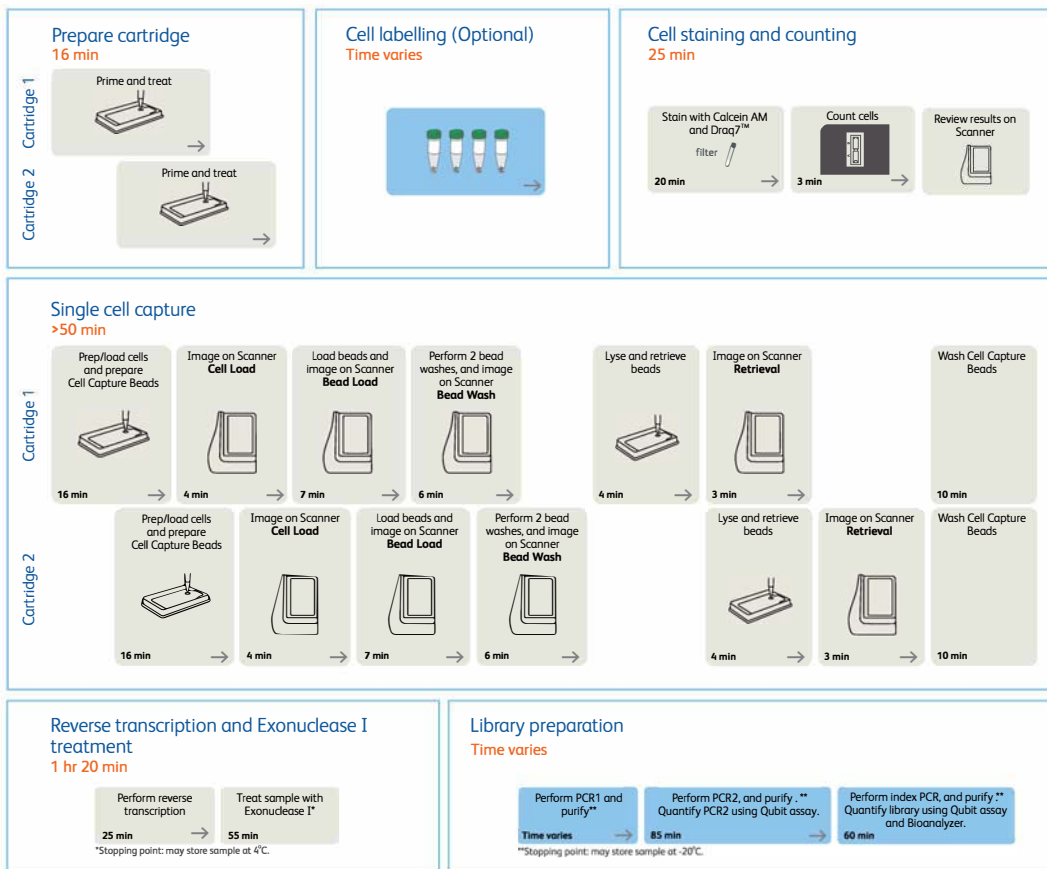 Prepare cartridge
16 min
Cartridge 1
Prime and treat
Cartridge 2
Prime and treat
Cell labelling (Optional)
Time varies
Cell staining and counting
25 min
Stain with Calcein AM
and Draq7™
filter
20 min
Count cells
3 min
Review results on
Scanner
Single cell capture
>50 min
Cartridge 1
Prep/load cells
and prepare
Cell Capture Beads
16 min
Image on Scanner
Cell Load
4 min
Load beads and
image on Scanner
Bead Load
7 min
Perform 2 bead
washes, and image
on Scanner
Bead Wash
6 min
Lyse and retrieve
beads
4 min
Image on Scanner
Retrieval
3 min
Wash Cell Capture
Beads
10 min
Cartridge 2
Prep/load cells
and prepare
Cell Capture Beads
16 min
Image on Scanner
Cell Load
4 min
Load beads and
image on Scanner
Bead Load
7 min
Perform 2 bead
washes, and image
on Scanner
Bead Wash
6 min
Lyse and retrieve
beads
4 min
Image on Scanner
Retrieval
3 min
Wash Cell Capture
Beads
10 min
Reverse transcription and Exonuclease I
treatment
1 hr 20 min
Perform reverse
transcription
25 min
Treat sample with
Exonuclease I*
55 min
*Stopping point: may store sample at 4°C.
Library preparation
Time varies
Perform PCR1 and
purify**
Time varies
Perform PCR2, and purify . **
Quantify PCR2 using Qubit assay.
85 min
Perform index PCR, and purify .**
Quantify library using Qubit assay
and Bioanalyzer.
60 min
**Stopping point: may store sample at -20°C.